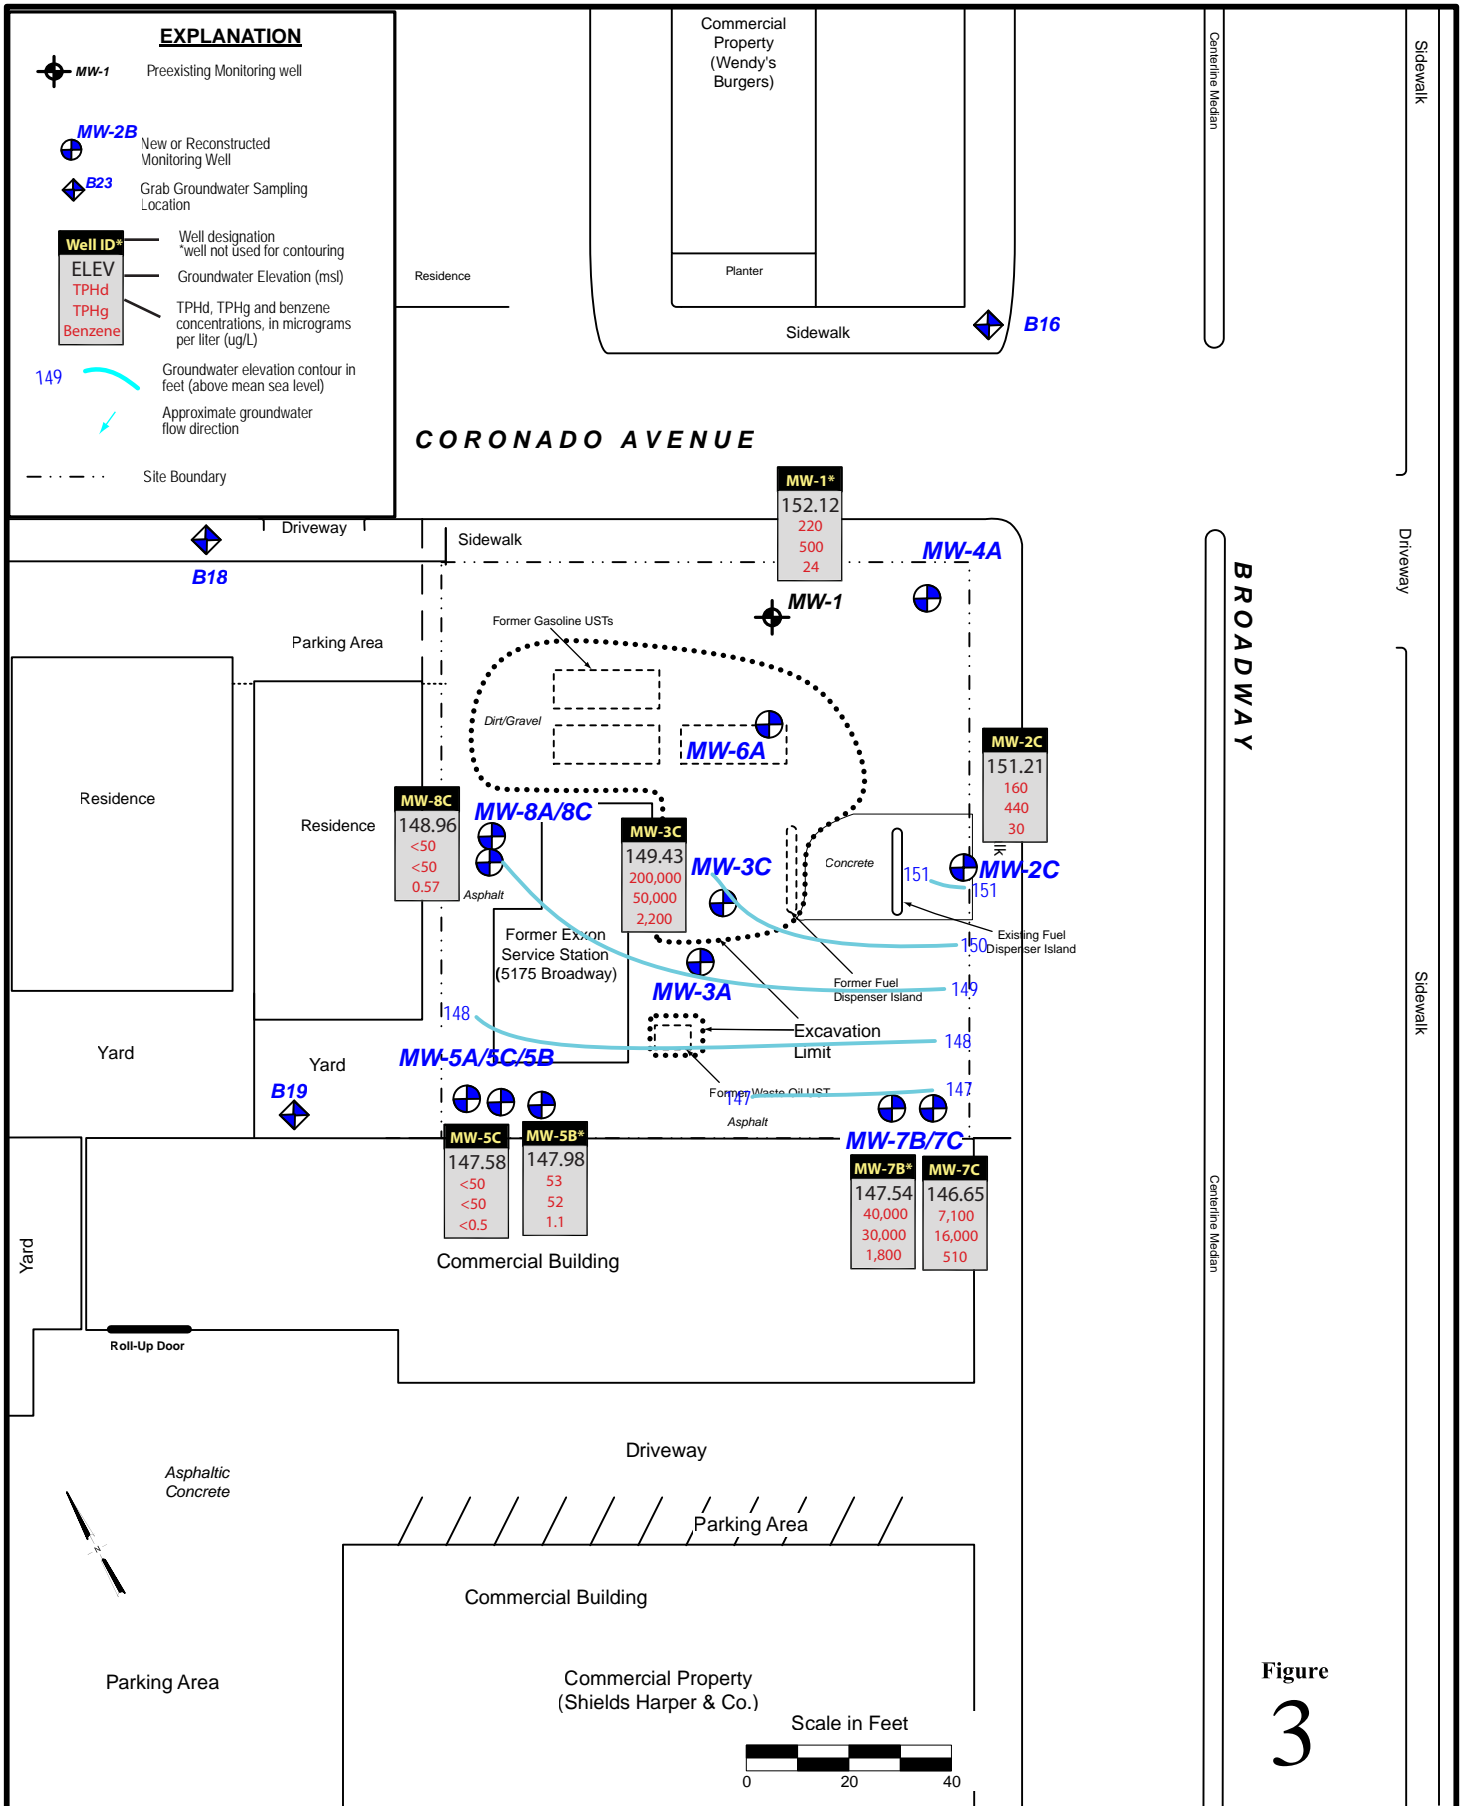 EXPLANATION
MW-1
Preexisting Monitoring well
MW-2B
New or Reconstructed
Monitoring Well
B23
Grab Groundwater Sampling
Location
Well ID*
ELEV
TPHd
TPHg
Benzene
Well designation
*well not used for contouring
Groundwater Elevation (msl)
TPHd, TPHg and benzene
concentrations, in micrograms
per liter (ug/L)
149
Groundwater elevation contour in
feet (above mean sea level)
Approximate groundwater
flow direction
Site Boundary
Commercial
Property
(Wendy's
Burgers)
Centerline Median
Sidewalk
Residence
Planter
Sidewalk
B16
CORONADO AVENUE
MW-1*
152.12
220
500
24
Driveway
Sidewalk
B18
MW-4A
MW-1
BROADWAY
Driveway
Parking Area
Former Gasoline USTs
Dirt/Gravel
MW-6A
MW-2C
151.21
160
440
30
lk
Residence
Residence
MW-8C
148.96
<50
<50
0.57
MW-8A/8C
MW-3C
149.43
200,000
50,000
2,200
MW-3C
Concrete
151
151
MW-2C
Asphalt
Former Exxon
Service Station
(5175 Broadway)
150
Existing Fuel
Dispenser Island
MW-3A
Former Fuel
Dispenser Island
149
Sidewalk
148
Excavation
Limit
148
Yard
Yard
MW-5A/5C/5B
Former Waste Oil UST
147
147
B19
Asphalt
MW-7B/7C
MW-5C
147.58
<50
<50
<0.5
MW-5B*
147.98
53
52
1.1
MW-7B*
147.54
40,000
30,000
1,800
MW-7C
146.65
7,100
16,000
510
Centerline Median
Yard
Commercial Building
Roll-Up Door
Driveway
Asphaltic
Concrete
Parking Area
N
Commercial Building
Parking Area
Commercial Property
(Shields Harper & Co.)
Scale in Feet
0 20 40
Figure
3